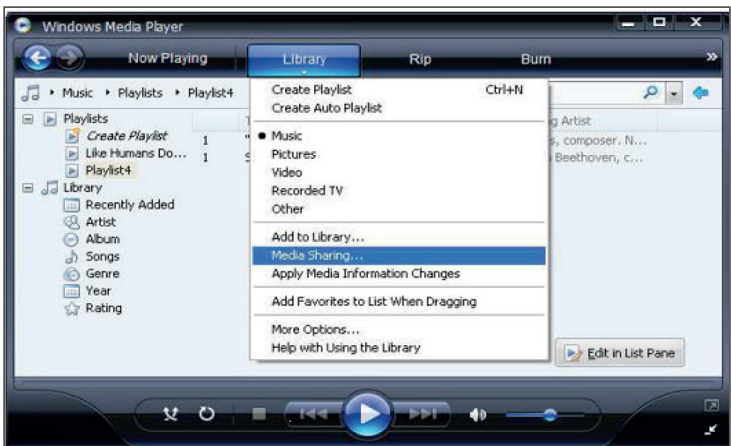 Windows Media Player
Now Playing Library Rip Burn »
Music Playlists Playlist4
Playlists
Create Playlist
Like Humans Do...
Playlist4
Library
Recently Added
Artist
Album
Songs
Genre
Year
Rating
1
1
Create Playlist Ctrl+N
Create Auto Playlist
Music
Pictures
Video
Recorded TV
Other
Add to Library...
Media Sharing...
Apply Media Information Changes
Add Favorites to List When Dragging
More Options...
Help with Using the Library
Artist
composer. N...
Beethoven, c...
Edit in List Pane